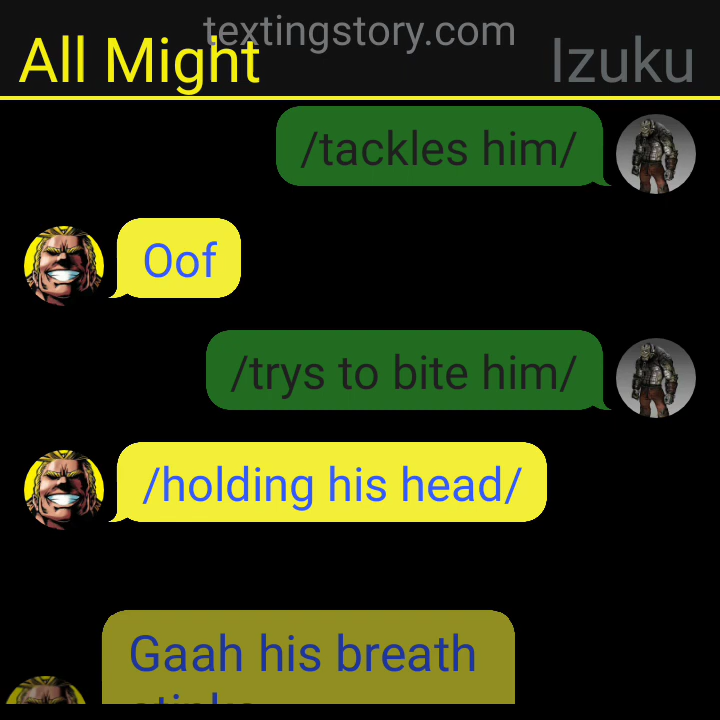 textingstory.com
All Might
Izuku
/tackles him/
Oof
/trys to bite him/
/holding his head/
Gaah his breath